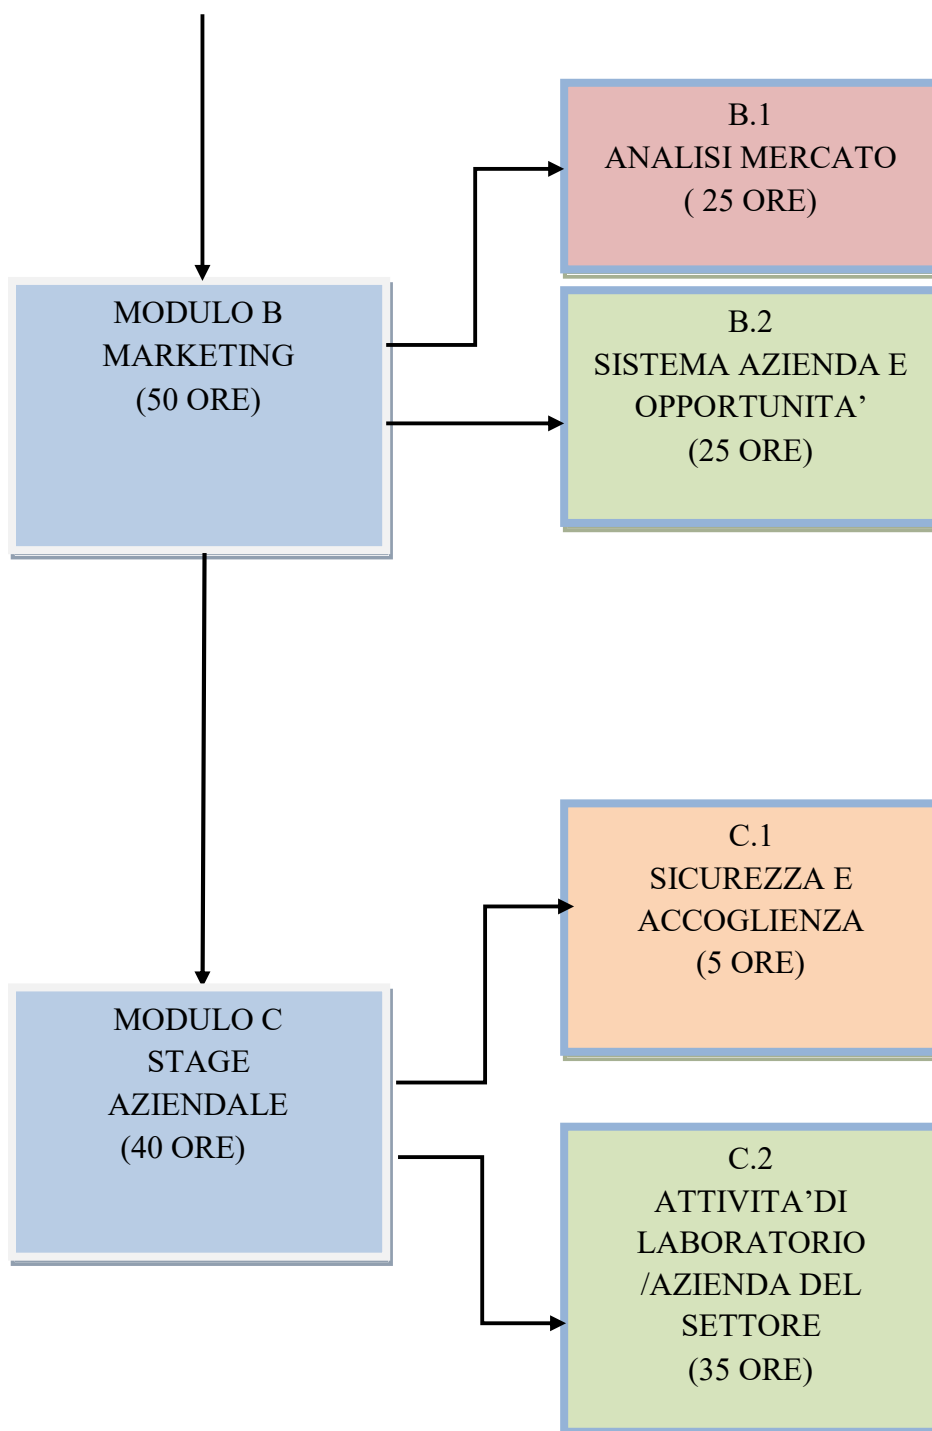 B.1
ANALISI MERCATO
( 25 ORE)
MODULO B
MARKETING
(50 ORE)
B.2
SISTEMA AZIENDA E
OPPORTUNITA’
(25 ORE)
C.1
SICUREZZA E
ACCOGLIENZA
(5 ORE)
MODULO C
STAGE
AZIENDALE
(40 ORE)
C.2
ATTIVITA’DI
LABORATORIO
/AZIENDA DEL
SETTORE
(35 ORE)